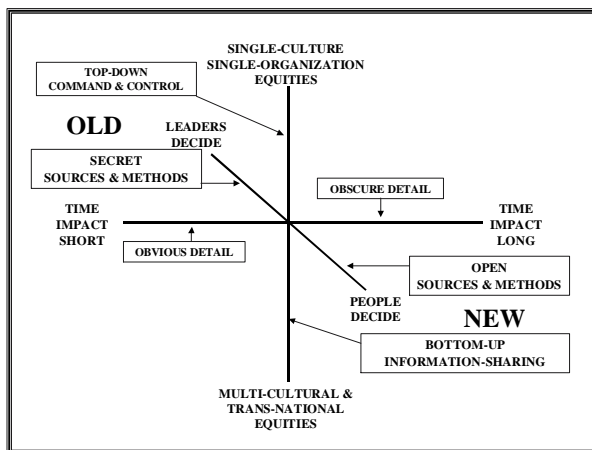 SINGLE-CULTURE
SINGLE-ORGANIZATION
EQUITIES
TOP-DOWN
COMMAND & CONTROL
OLD
LEADERS
DECIDE
SECRET
SOURCES & METHODS
OBSCURE DETAIL
TIME
IMPACT
SHORT
TIME
IMPACT
LONG
OBVIOUS DETAIL
OPEN
SOURCES & METHODS
PEOPLE
DECIDE
NEW
BOTTOM-UP
INFORMATION-SHARING
MULTI-CULTURAL &
TRANS-NATIONAL
EQUITIES